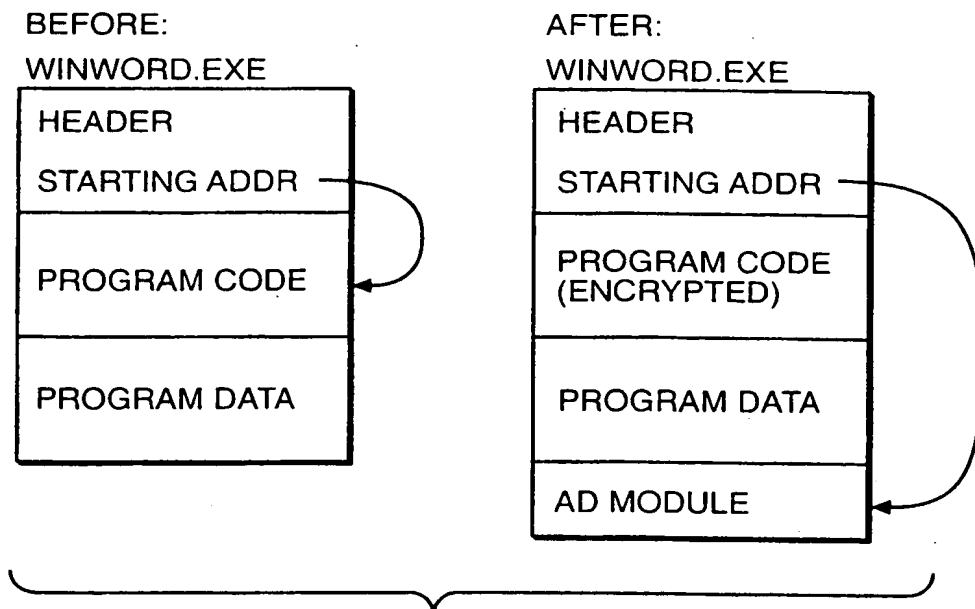 BEFORE:
WINWORD.EXE
HEADER
STARTING ADDR
PROGRAM CODE
PROGRAM DATA
AFTER:
WINWORD.EXE
HEADER
STARTING ADDR
PROGRAM CODE
(ENCRYPTED)
PROGRAM DATA
AD MODULE